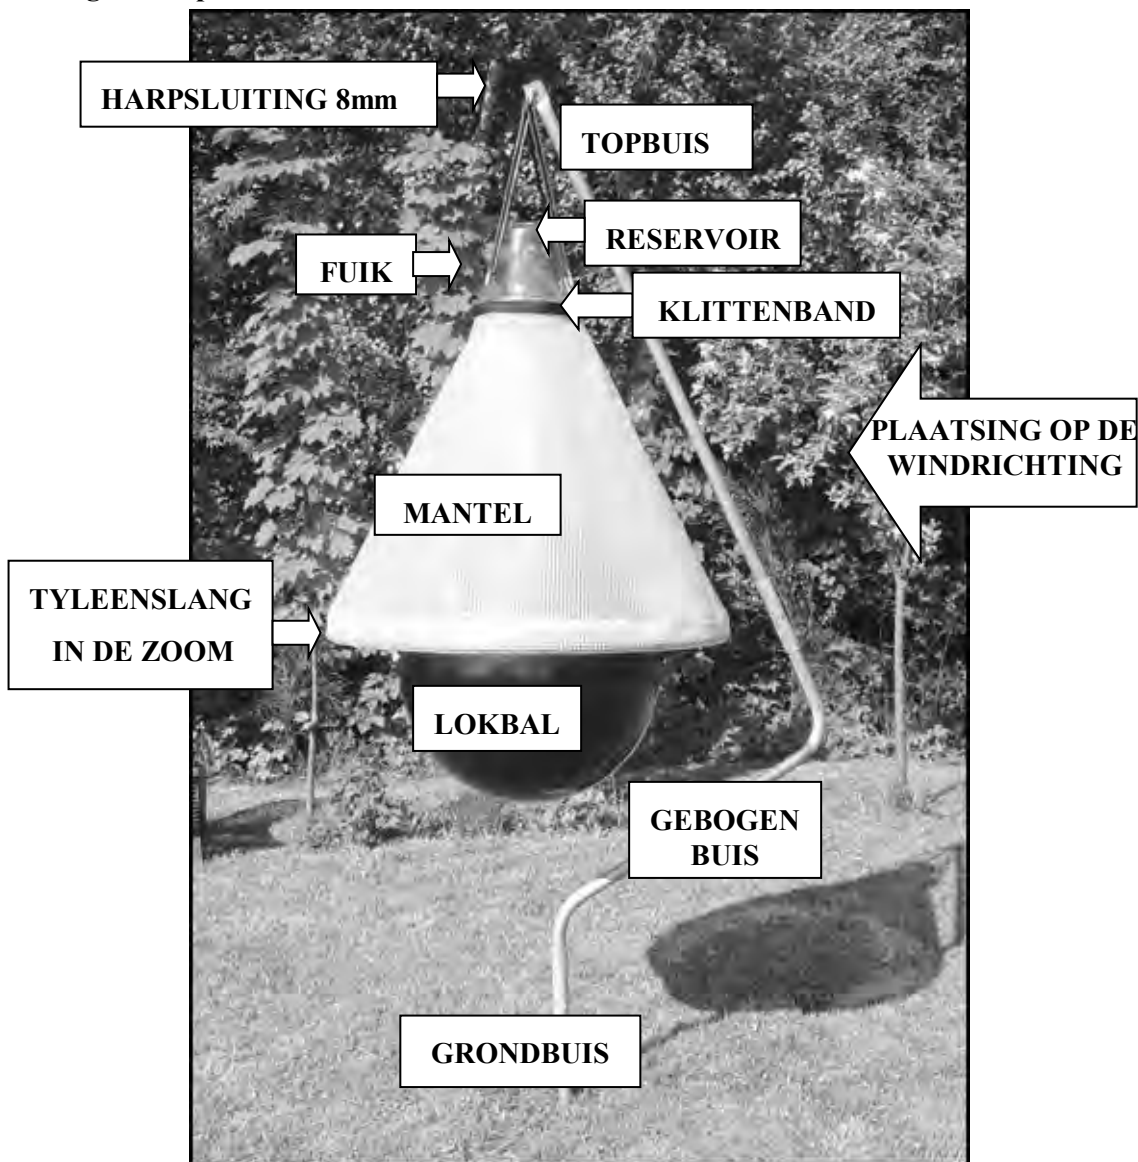 HARPSLUITING 8mm
TOPBUIS
RESERVOIR
FUIK
KLITTENBAND
PLAATSING OP DE
WINDRICHTING
MANTEL
TYLEENSLANG
IN DE ZOOM
LOKBAL
GEBOGEN
BUIS
GRONDBUIS